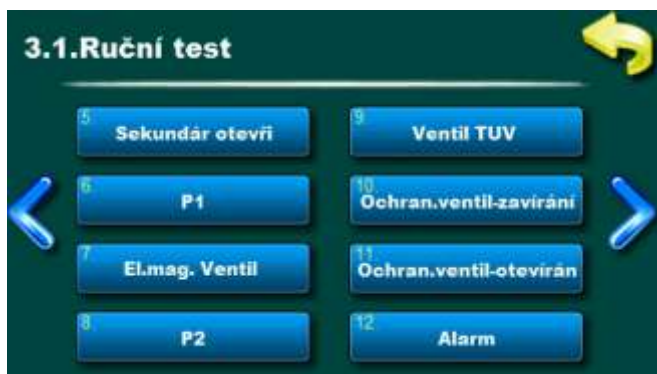 3.1.Ruční test
5
Sekundár otevři
6
P1
7
El.mag. Ventil
8
P2
9
Ventil TUV
10
Ochran.ventil-zavírání
11
Ochran.ventil-otevírán
12
Alarm